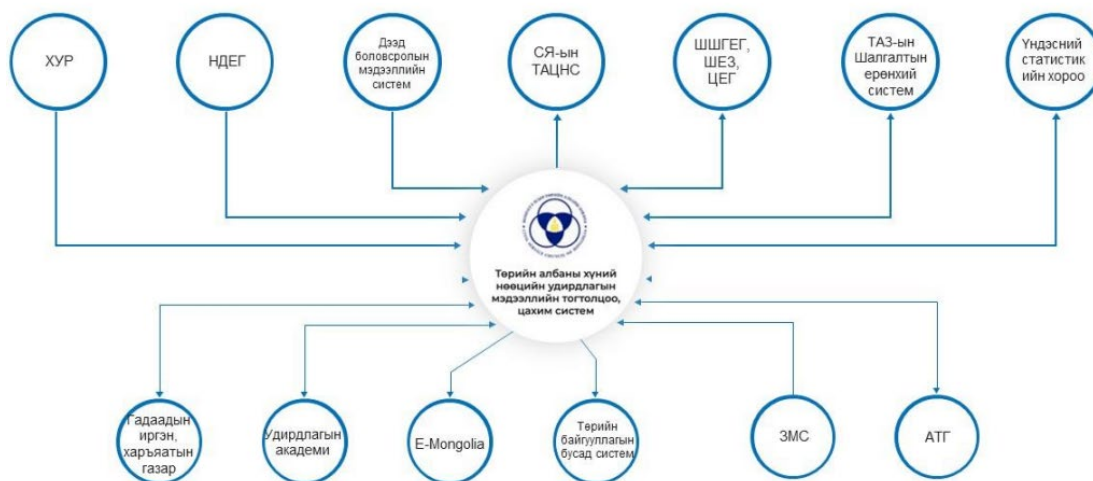 ХУР
НДЕГ
Дээд
боловсролын
мэдээллийн
систем
СЯ-ын
ТАЦНС
ШШГЕГ,
ШЕЗ,
ЦЕГ
ТАЗ-ын
Шалгалтын
ерөнхий
систем
Үндэсний
статистик
ийн хороо
Төрийн албаны хүний
нөөцийн удирдлагын
мэдээллийн тогтолцоо,
цахим систем
Гадаадын
иргэн,
харъяатын
газар
Удирдлагын
академи
E-Mongolia
Төрийн
байгууллагын
бусад систем
ЗМС
АТГ